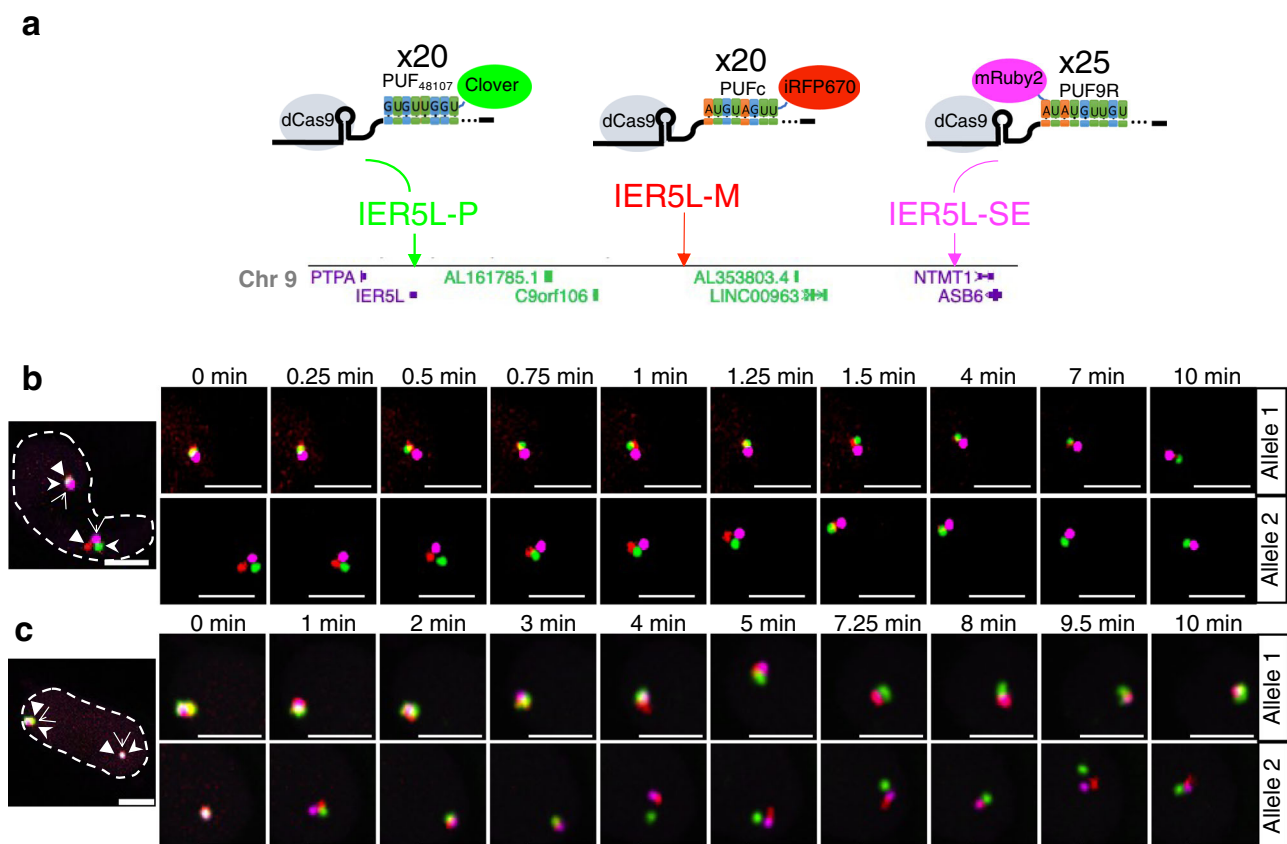 a
x20
PUF48107
Clover
GUGUUGGU
dCas9
x20
PUFc
iRFP670
AUGUAGUU
dCas9
x25
mRuby2
PUF9R
AUAUGUUGU
dCas9
IER5L-P
IER5L-M
IER5L-SE
Chr 9
PTPA
AL161785.1
AL353803.4
NTMT1
IER5L
C9orf106
LINC00963
ASB6
b
0 min 0.25 min 0.5 min 0.75 min 1 min 1.25 min 1.5 min 4 min 7 min 10 min
Allele 1
Allele 2
c
0 min 1 min 2 min 3 min 4 min 5 min 7.25 min 8 min 9.5 min 10 min
Allele 1
Allele 2